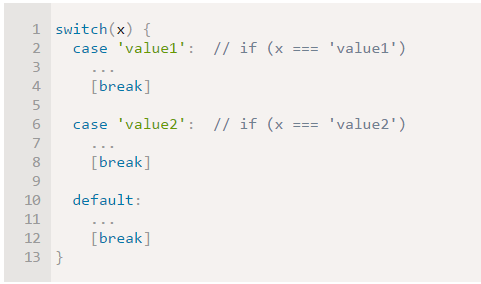 1 switch(x) {
2   case 'value1':  // if (x === 'value1')
3     ...
4     [break]
5
6   case 'value2':  // if (x === 'value2')
7     ...
8     [break]
9
10   default:
11     ...
12     [break]
13 }